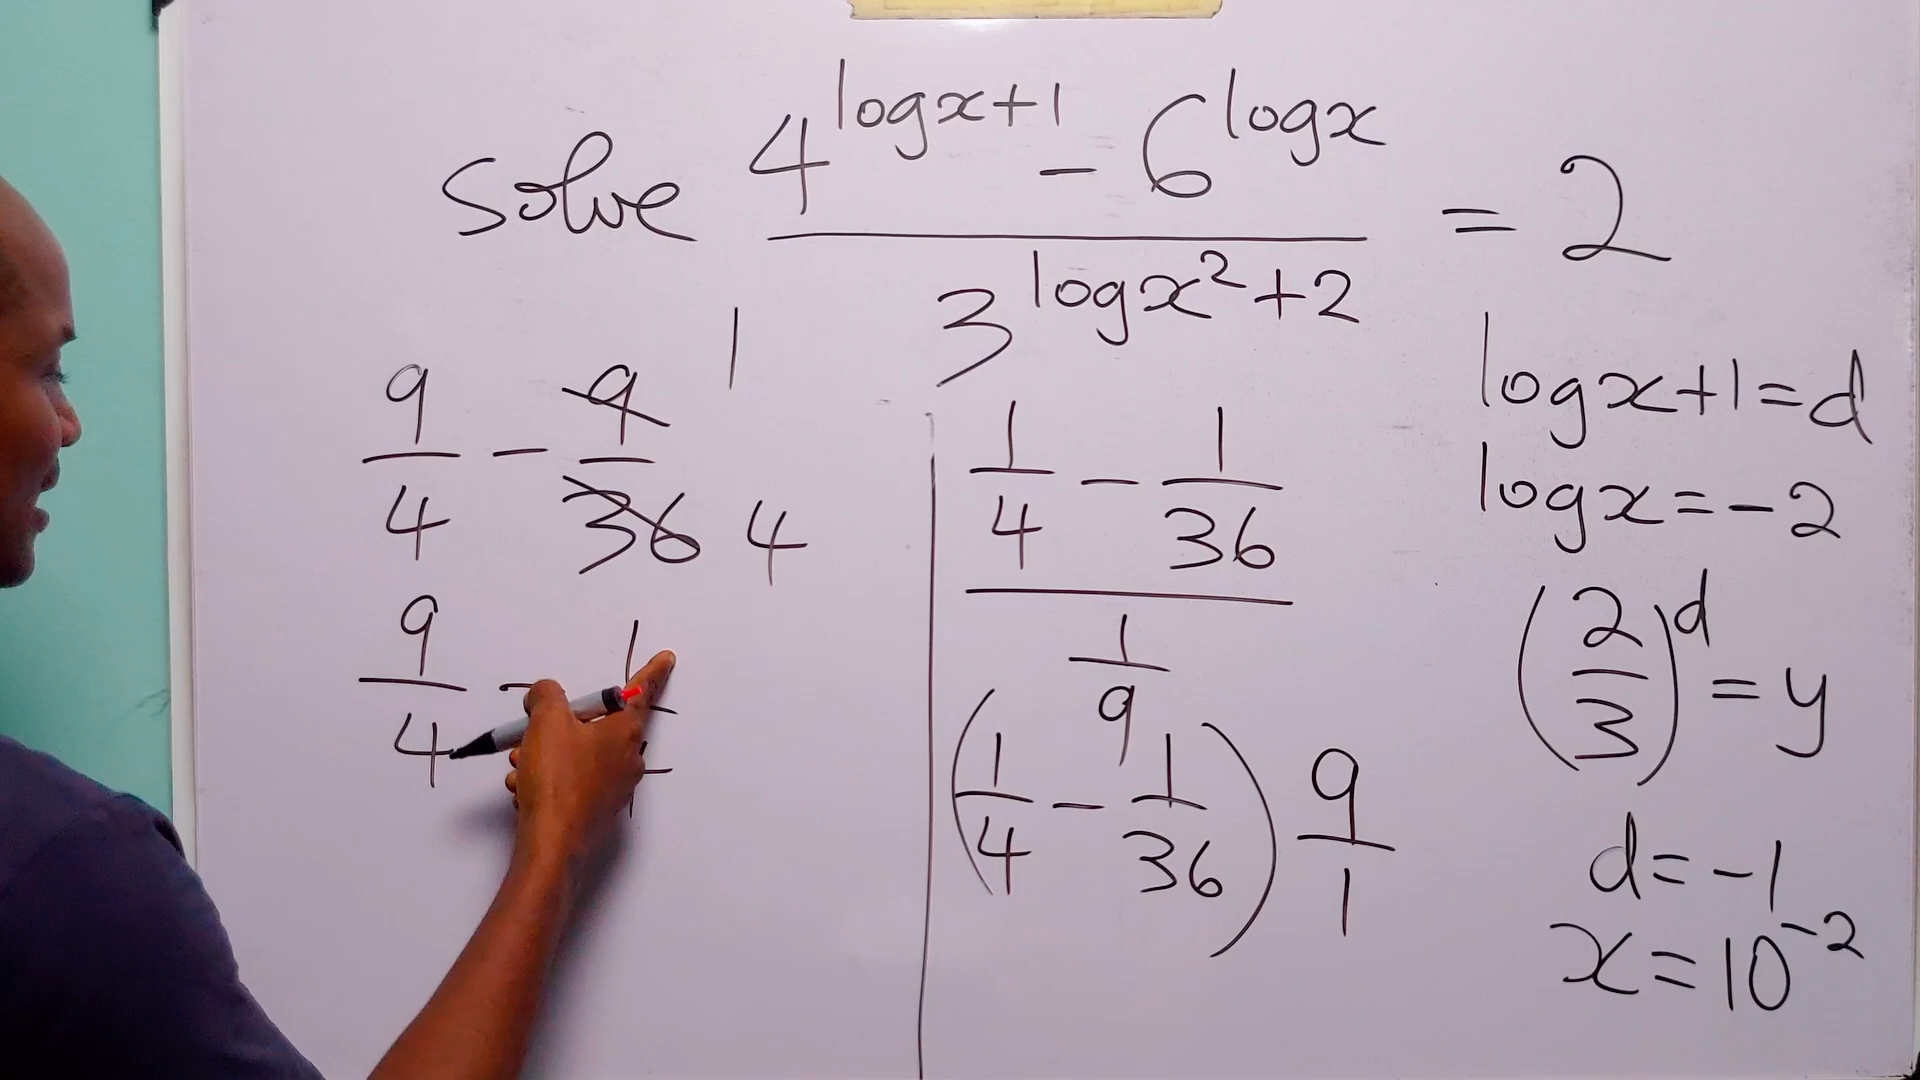 Solve (4^(log x+1) - 6^(log x)) / 3^(log x²+2) = 2
9/4 - 9/36 1 4
9/4 -
(1/4 - 1/36) / (1/9)
(1/4 - 1/36) 9/1
log x+1=d
log x=-2
(2/3)^d = y
d=-1
x=10^-2